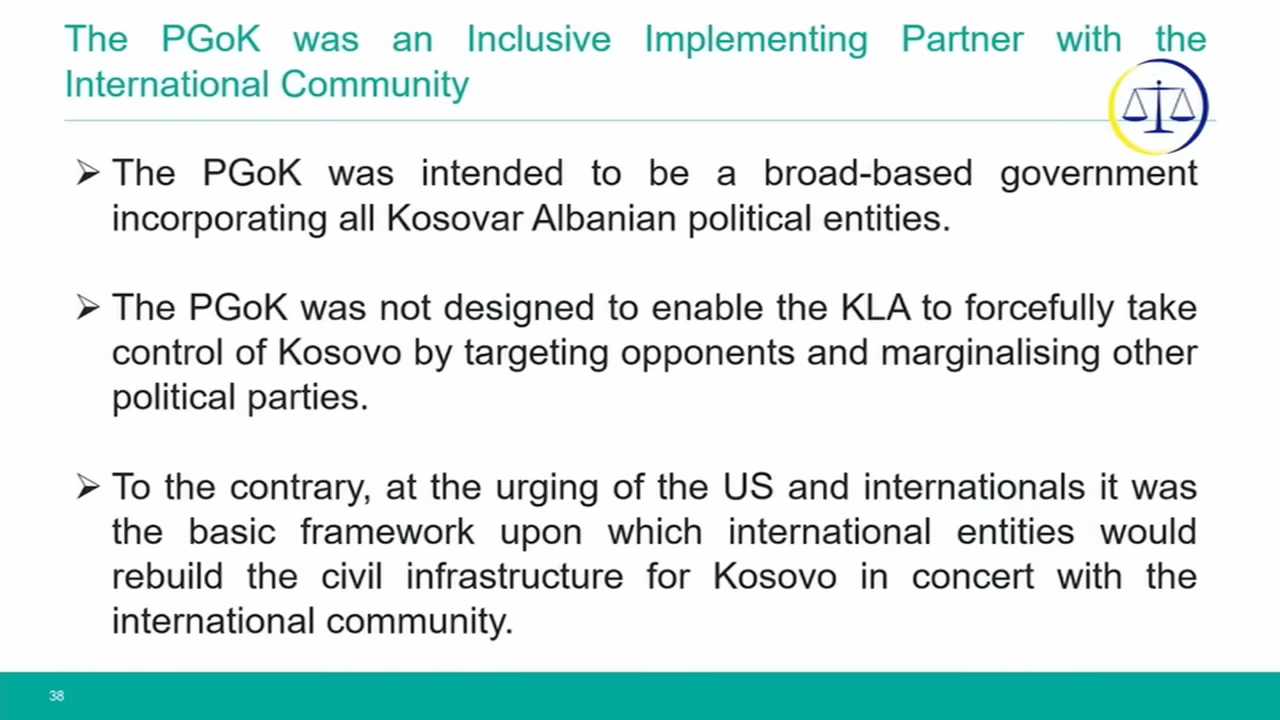 The PGoK was an Inclusive Implementing Partner with the
International Community
➢ The PGoK was intended to be a broad-based government
incorporating all Kosovar Albanian political entities.
➢ The PGoK was not designed to enable the KLA to forcefully take
control of Kosovo by targeting opponents and marginalising other
political parties.
➢ To the contrary, at the urging of the US and internationals it was
the basic framework upon which international entities would
rebuild the civil infrastructure for Kosovo in concert with the
international community.
38